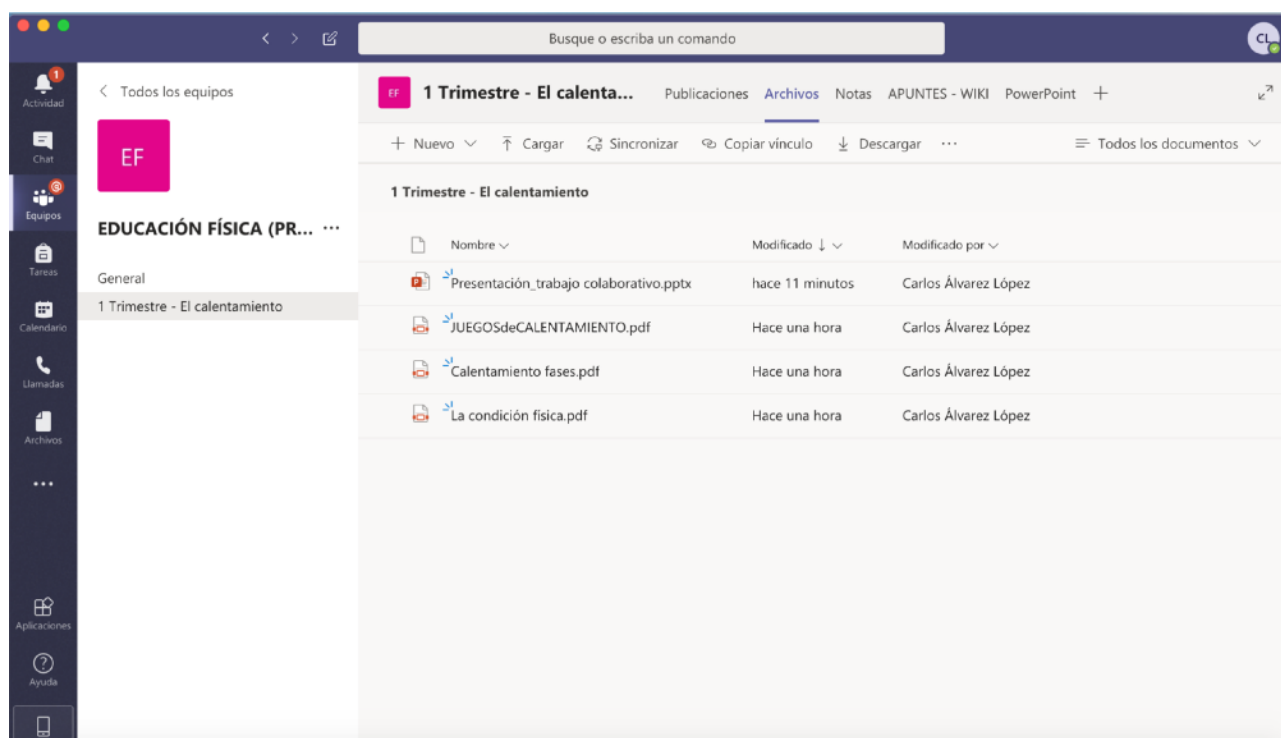 Busque o escriba un comando
CL
1
Actividad
Chat
Equipos
Tareas
Calendario
Llamadas
Archivos
Aplicaciones
Ayuda
Todos los equipos
EF
EDUCACIÓN FÍSICA (PR... ...
General
1 Trimestre - El calentamiento
EF 1 Trimestre - El calenta... Publicaciones Archivos Notas APUNTES - WIKI PowerPoint +
+ Nuevo Cargar Sincronizar Copiar vínculo Descargar ... Todos los documentos
1 Trimestre - El calentamiento
Nombre Modificado ↓ Modificado por
Presentación_trabajo colaborativo.pptx hace 11 minutos Carlos Álvarez López
JUEGOSdeCALENTAMIENTO.pdf Hace una hora Carlos Álvarez López
Calentamiento fases.pdf Hace una hora Carlos Álvarez López
La condición física.pdf Hace una hora Carlos Álvarez López